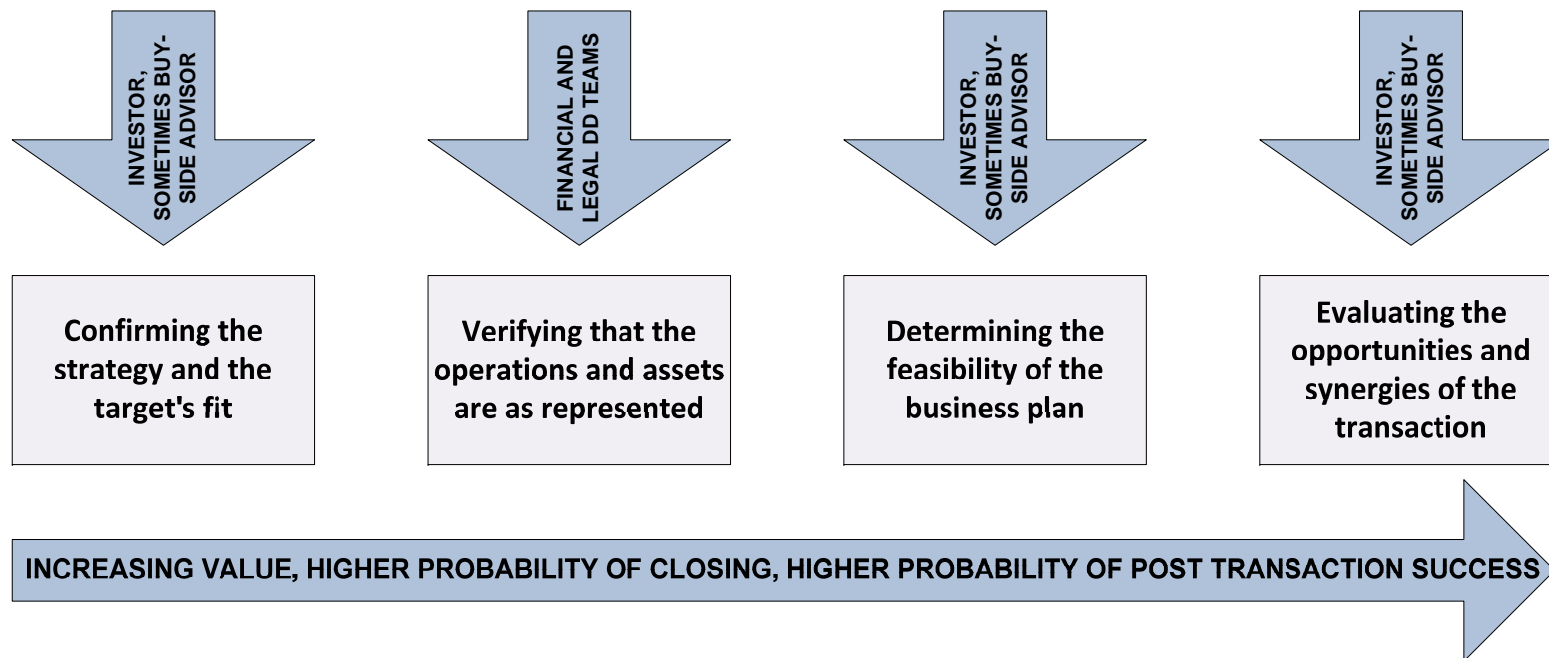 INVESTOR,
SOMETIMES BUY-
SIDE ADVISOR
FINANCIAL AND
LEGAL DD TEAMS
INVESTOR,
SOMETIMES BUY-
SIDE ADVISOR
INVESTOR,
SOMETIMES BUY-
SIDE ADVISOR
Confirming the
strategy and the
target's fit
Verifying that the
operations and assets
are as represented
Determining the
feasibility of the
business plan
Evaluating the
opportunities and
synergies of the
transaction
INCREASING VALUE, HIGHER PROBABILITY OF CLOSING, HIGHER PROBABILITY OF POST TRANSACTION SUCCESS